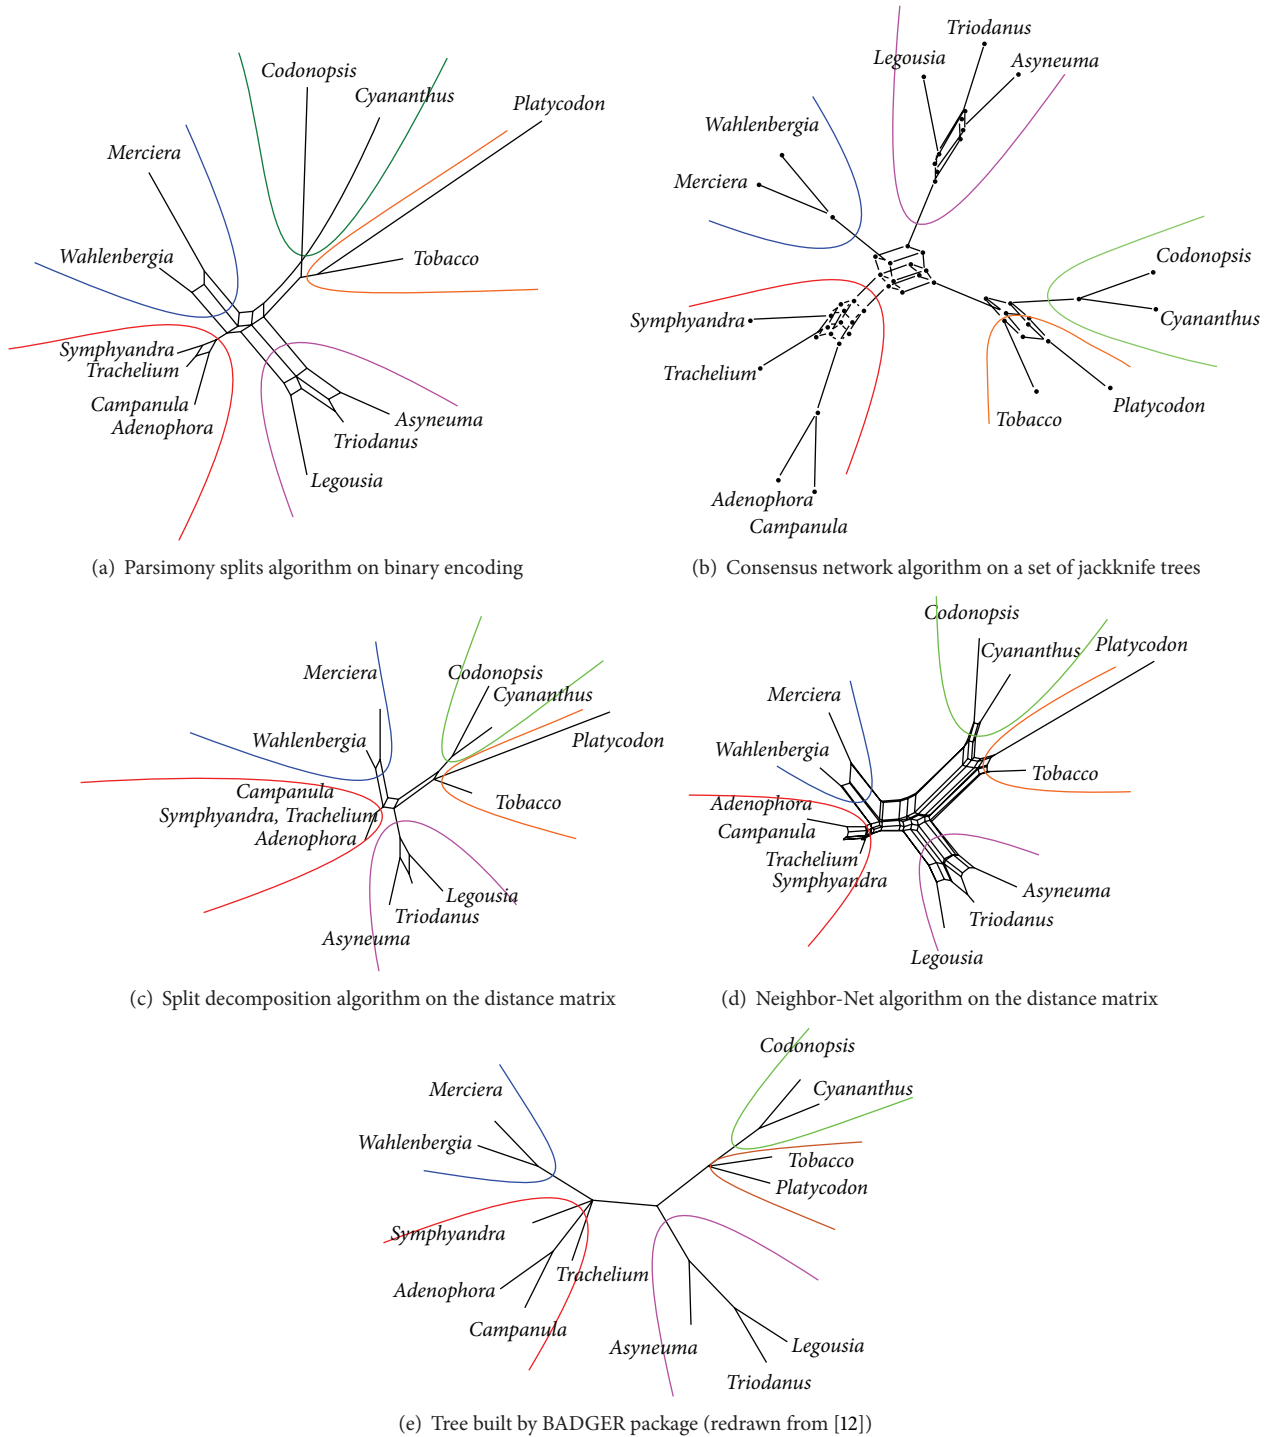 Codonopsis
Cyananthus
Platycodon
Merciera
Wahlenbergia
Tobacco
Symphyandra
Trachelium
Campanula
Adenophora
Asyneuma
Triodanus
Legousia
(a) Parsimony splits algorithm on binary encoding
Triodanus
Legousia
Asyneuma
Wahlenbergia
Merciera
Codonopsis
Cyananthus
Symphyandra
Trachelium
Platycodon
Tobacco
Adenophora
Campanula
(b) Consensus network algorithm on a set of jackknife trees
Merciera
Codonopsis
Cyananthus
Wahlenbergia
Platycodon
Campanula
Tobacco
Symphyandra, Trachelium
Adenophora
Legousia
Triodanus
Asyneuma
(c) Split decomposition algorithm on the distance matrix
Codonopsis
Cyananthus
Platycodon
Merciera
Wahlenbergia
Tobacco
Adenophora
Campanula
Trachelium
Symphyandra
Asyneuma
Triodanus
Legousia
(d) Neighbor-Net algorithm on the distance matrix
Codonopsis
Merciera
Cyananthus
Wahlenbergia
Tobacco
Platycodon
Symphyandra
Trachelium
Adenophora
Campanula
Asyneuma
Legousia
Triodanus
(e) Tree built by BADGER package (redrawn from [12])